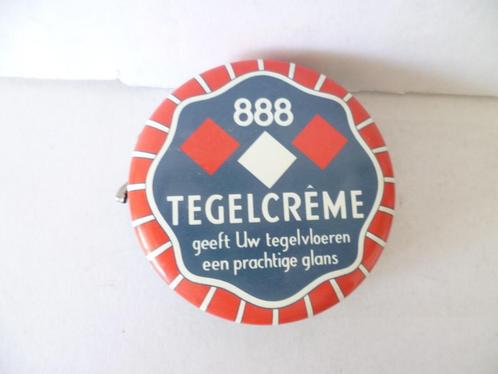 888
TEGELCRÊME
geeft Uw tegelvloeren
een prachtige glans